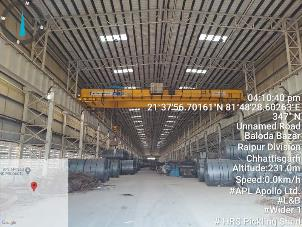 04:10:40 pm
21°37'56.70161"N 81°48'28.60263"E
347° N
Unnamed Road
Baloda Bazar
Raipur Division
Chhattisgarh
Altitude:231.0m
Speed:0.0km/h
#APL Apollo Ltd.
#L&B
#Wider 1
# HRS Pickling Shed
Google